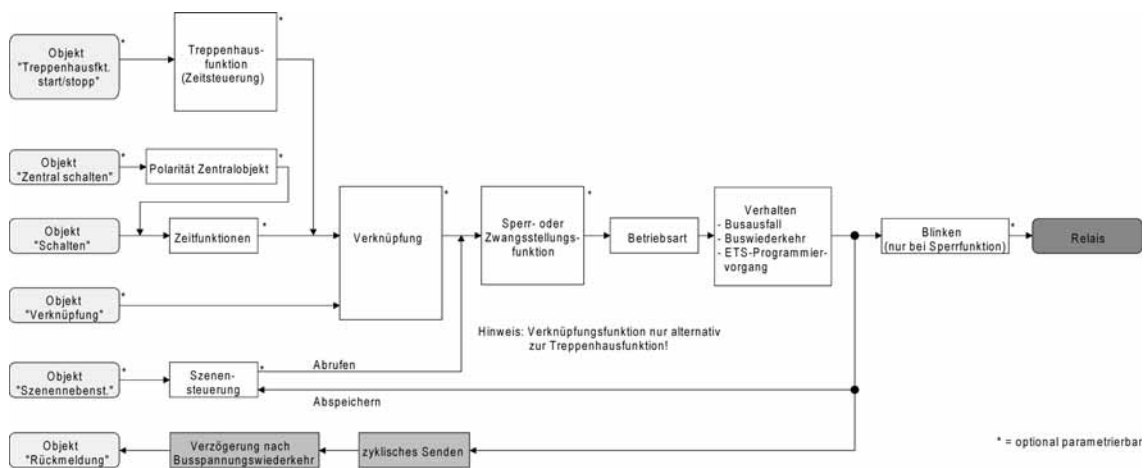 Objekt
"Treppenhausfkt.
start/stopp"
*
Treppenhaus-
funktion
(Zeitsteuerung)
*
Objekt
"Zentral schalten"
*
Polarität Zentralobjekt
*
Objekt
"Schalten"
Zeitfunktionen
*
Verknüpfung
*
Sperr- oder
Zwangsstellungs-
funktion
*
Betriebsart
Verhalten
- Busausfall
- Buswiederkehr
- ETS-Programmier-
vorgang
Blinken
(nur bei Sperrfunktion)
*
Relais
Objekt
"Verknüpfung"
*
Hinweis: Verknüpfungsfunktion nur alternativ
zur Treppenhausfunktion!
Objekt
"Szenennebenst."
*
Szenen-
steuerung
*
Abrufen
Abspeichern
Objekt
"Rückmeldung"
Verzögerung nach
Busspannungswiederkehr
zyklisches Senden
* = optional parametrierbar